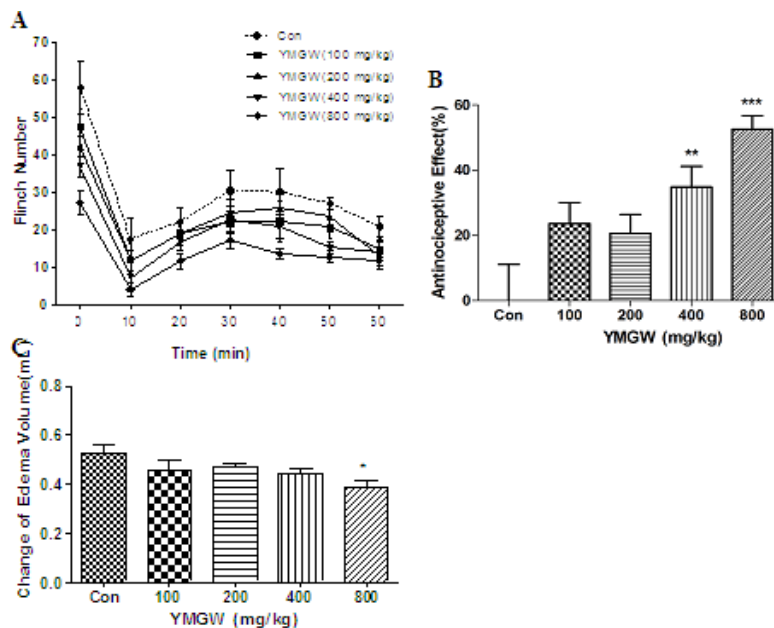 A
Con
YMGW (100 mg/kg)
YMGW (200 mg/kg)
YMGW (400 mg/kg)
YMGW (800 mg/kg)
70
60
50
40
30
20
10
0
Flinch Number
0 10 20 30 40 50 60
Time (min)
B
60
40
20
0
Antinociceptive Effect(%)
**
***
Con 100 200 400 800
YMGW (mg/kg)
C
0.8
0.6
0.4
0.2
0.0
Change of Edema Volume(mL)
*
Con 100 200 400 800
YMGW (mg/kg)